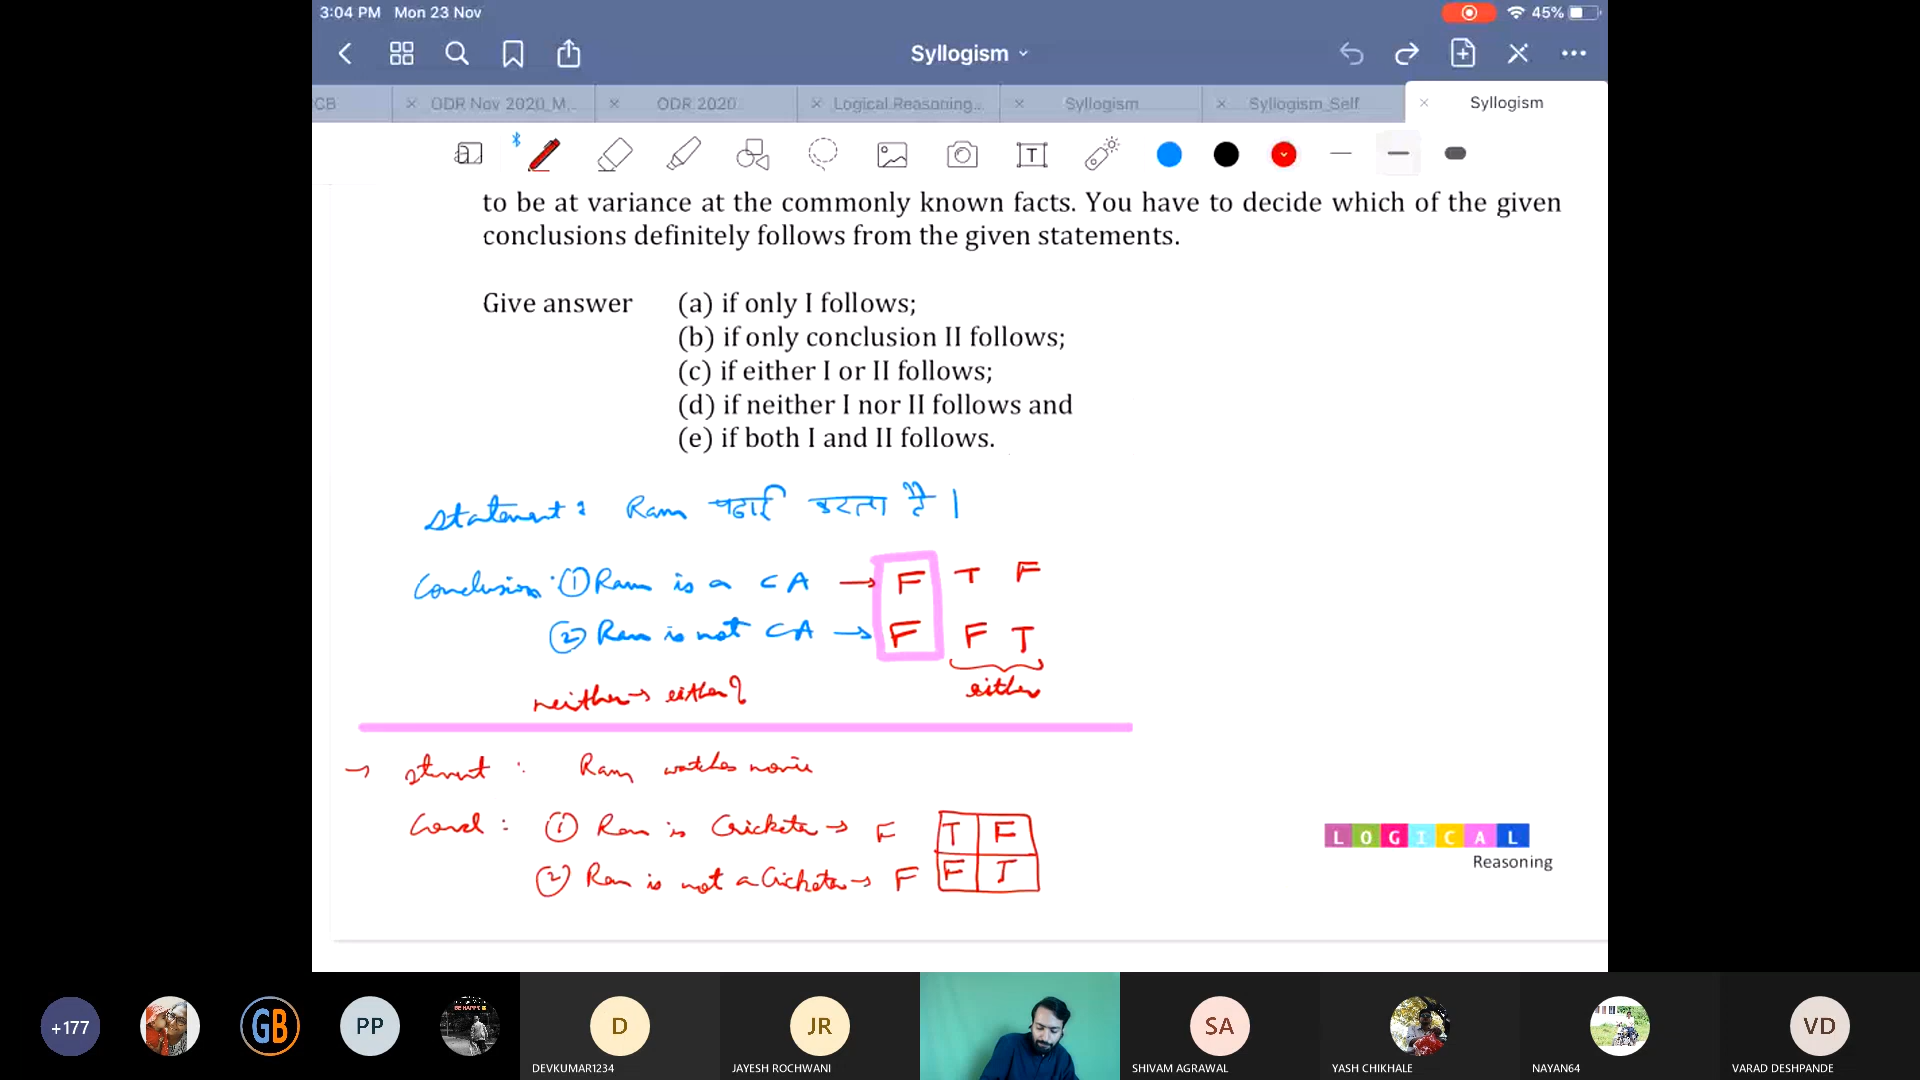 3:04 PM Mon 23 Nov
45%
Syllogism
CB
ODR Nov 2020_M...
ODR 2020
Logical Reasoning...
Syllogism
Syllogism_Self
Syllogism
to be at variance at the commonly known facts. You have to decide which of the given
conclusions definitely follows from the given statements.
Give answer (a) if only I follows;
(b) if only conclusion II follows;
(c) if either I or II follows;
(d) if neither I nor II follows and
(e) if both I and II follows.
Statement: Ram पढाई करता है।
Conclusion: ① Ram is a CA → F T F
② Ram is not CA → F F T
neither → either? either
→ Ram watches movie
① Ram is Cricketer → F T F
② Ram is not a Cricketer → F F T
LOGICAL
Reasoning
+177
GB
PP
BE HAPPY
D
JR
SA
VD
DEVKUMAR1234
JAYESH ROCHWANI
SHIVAM AGRAWAL
YASH CHIKHALE
NAYAN64
VARAD DESHPANDE